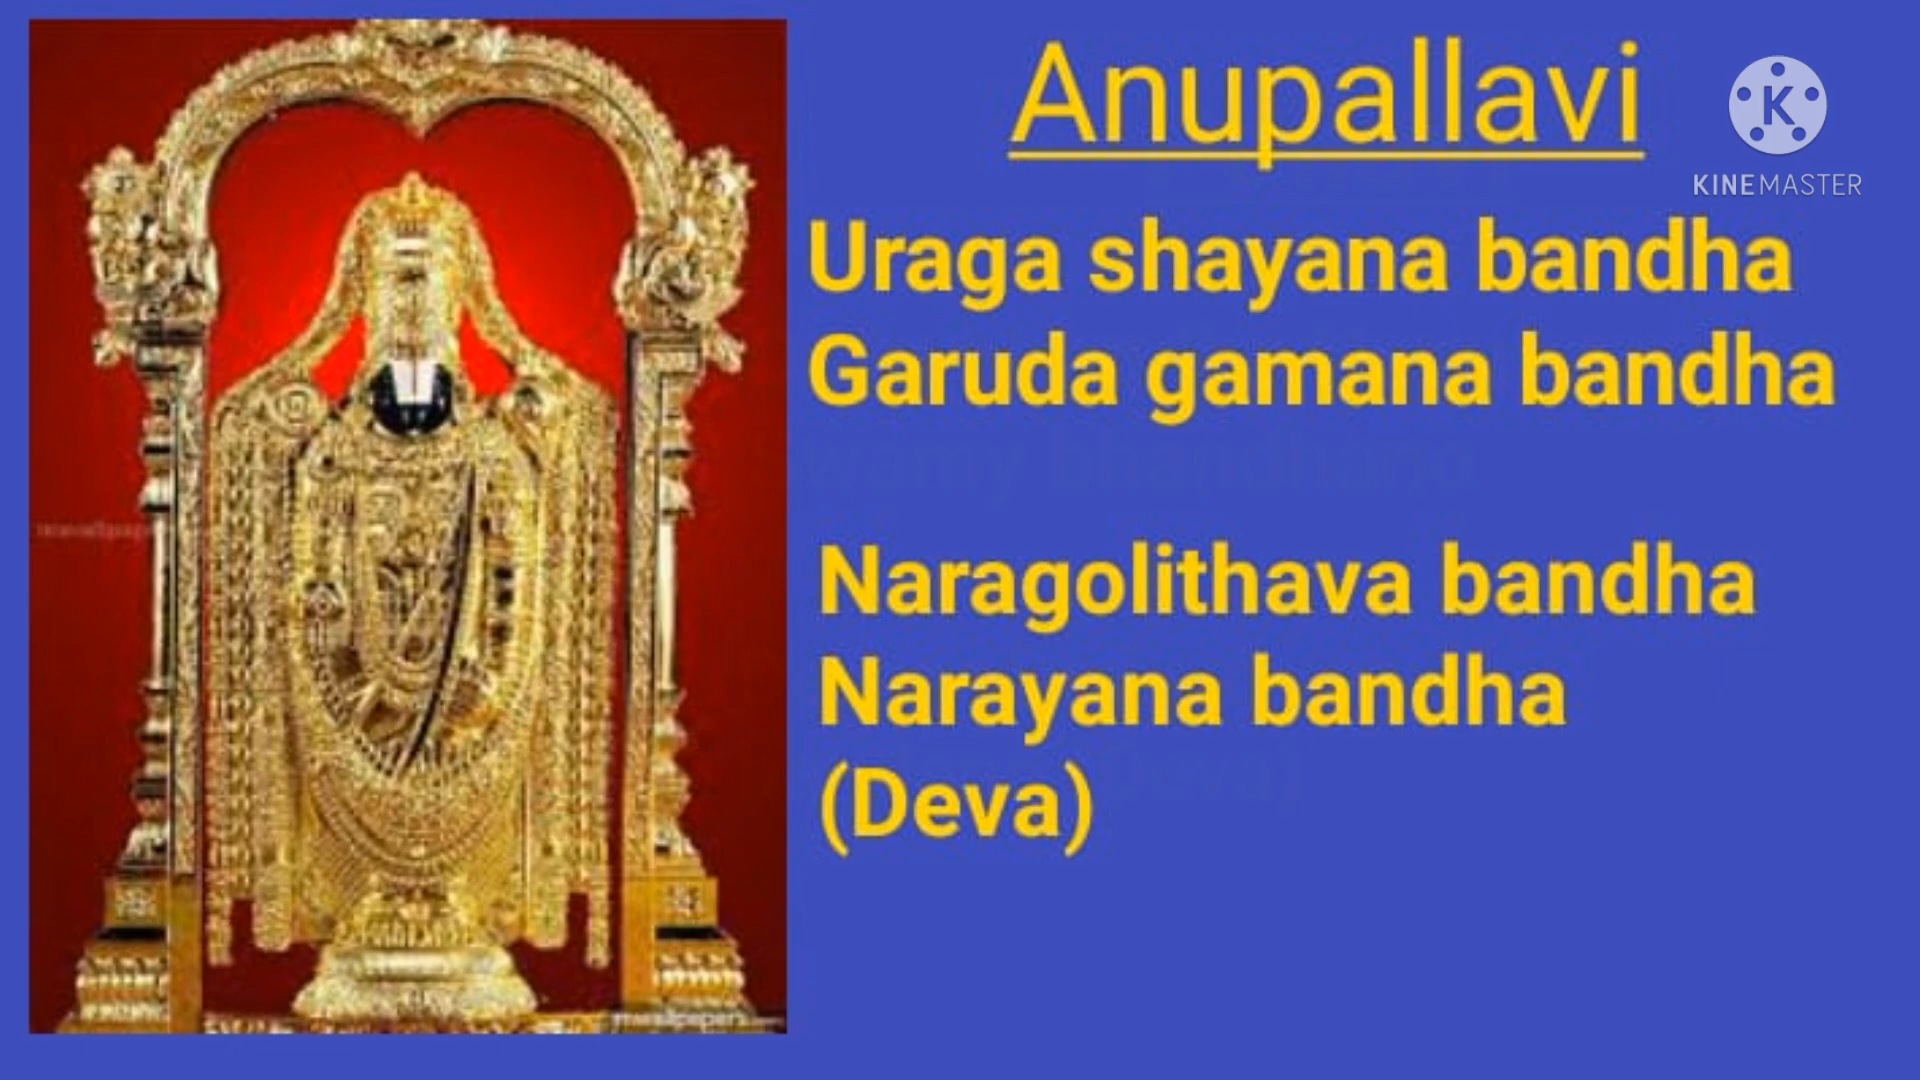 Anupallavi
KINEMASTER
Uraga shayana bandha
Garuda gamana bandha
Naragolithava bandha
Narayana bandha
(Deva)